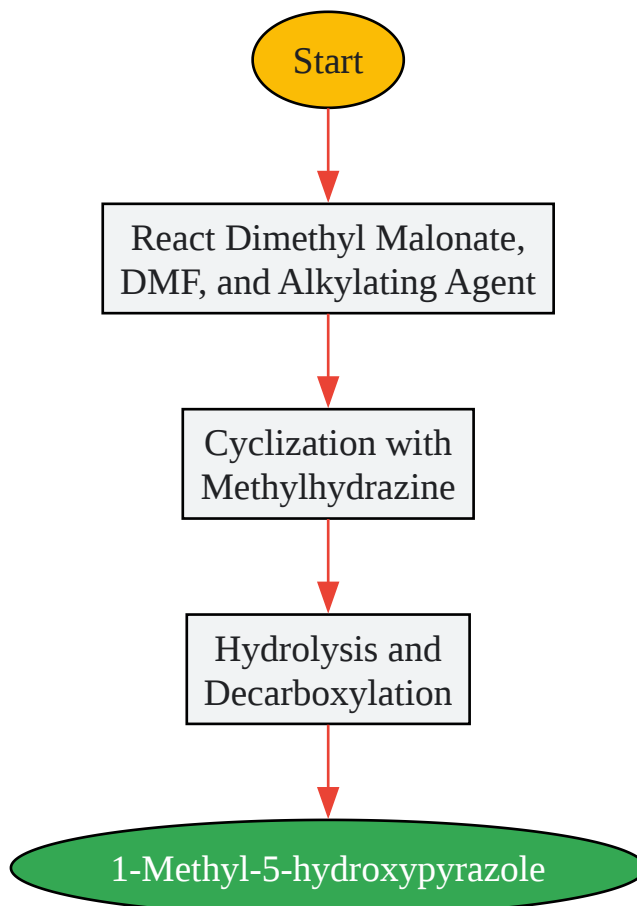 Start
React Dimethyl Malonate,
DMF, and Alkylating Agent
Cyclization with
Methylhydrazine
Hydrolysis and
Decarboxylation
1-Methyl-5-hydroxypyrazole